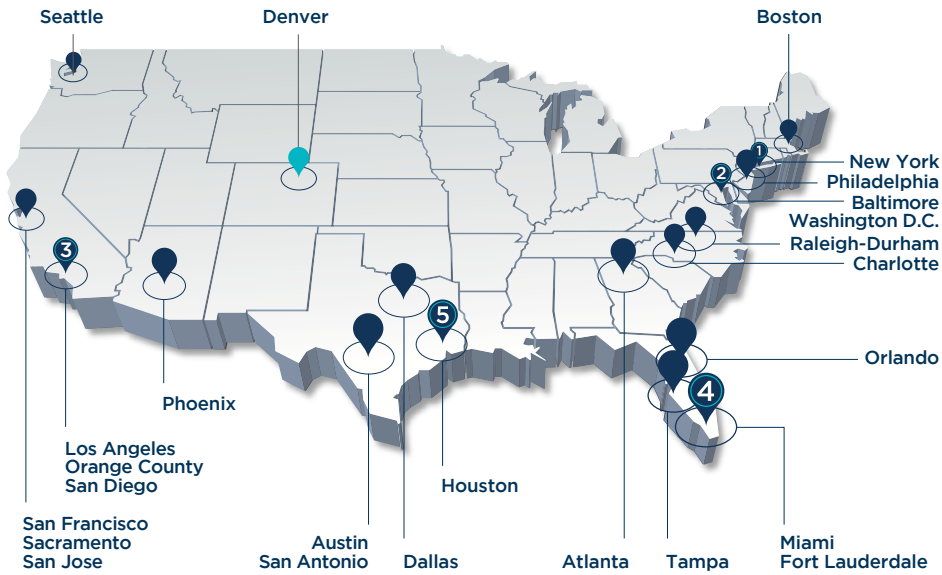 Seattle
Denver
Boston
1
New York
2
Philadelphia
Baltimore
Washington D.C.
3
Raleigh-Durham
Charlotte
5
Orlando
4
Phoenix
Los Angeles
Orange County
San Diego
Houston
San Francisco
Sacramento
San Jose
Austin
San Antonio
Dallas
Atlanta
Tampa
Miami
Fort Lauderdale